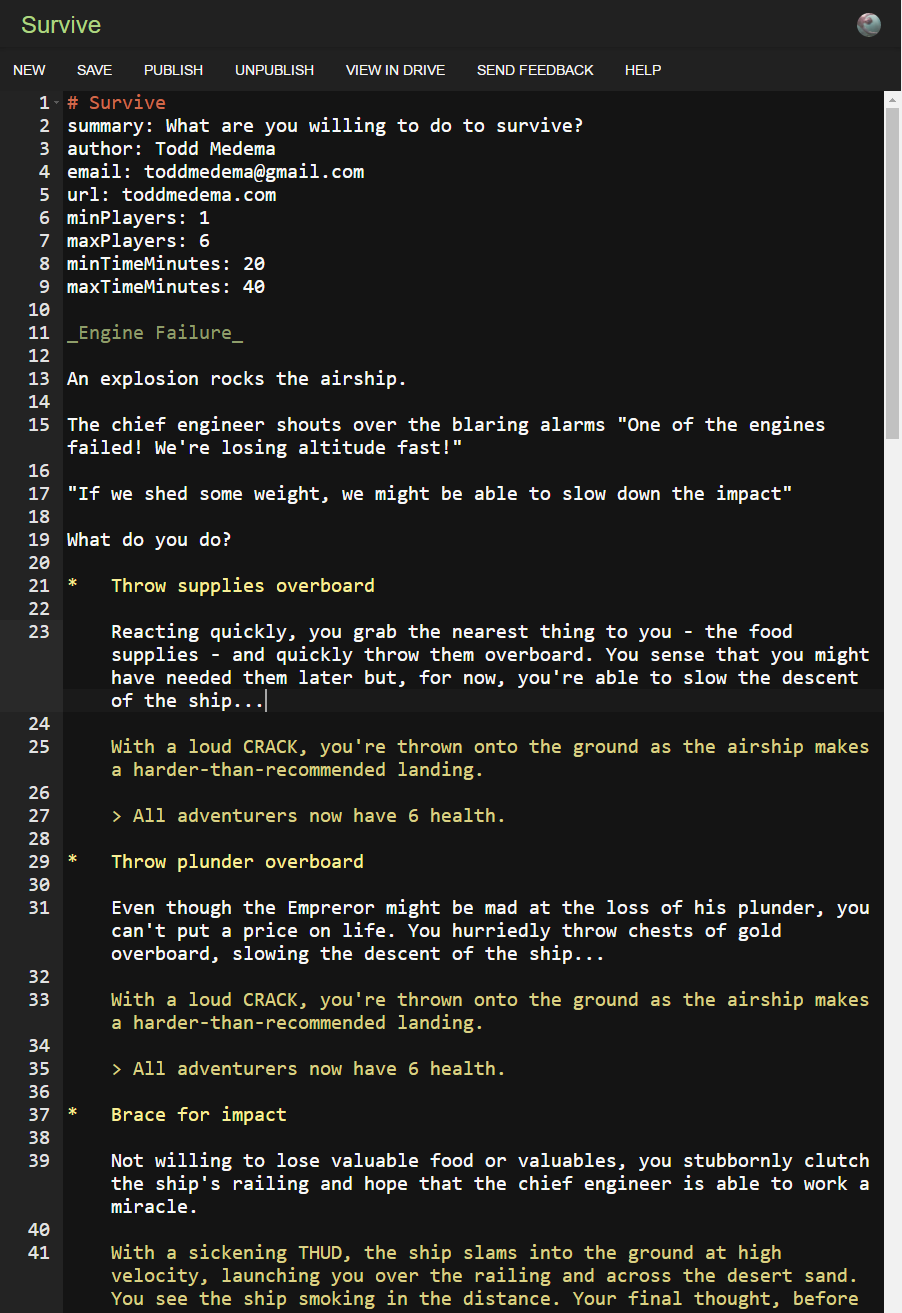 Survive
NEW SAVE PUBLISH UNPUBLISH VIEW IN DRIVE SEND FEEDBACK HELP
1 # Survive
2 summary: What are you willing to do to survive?
3 author: Todd Medema
4 email: toddmedema@gmail.com
5 url: toddmedema.com
6 minPlayers: 1
7 maxPlayers: 6
8 minTimeMinutes: 20
9 maxTimeMinutes: 40
10
11 _Engine Failure_
12
13 An explosion rocks the airship.
14
15 The chief engineer shouts over the blaring alarms "One of the engines
failed! We're losing altitude fast!"
16
17 "If we shed some weight, we might be able to slow down the impact"
18
19 What do you do?
20
21 * Throw supplies overboard
22
23 Reacting quickly, you grab the nearest thing to you - the food
supplies - and quickly throw them overboard. You sense that you might
have needed them later but, for now, you're able to slow the descent
of the ship...
24
25 With a loud CRACK, you're thrown onto the ground as the airship makes
a harder-than-recommended landing.
26
27 > All adventurers now have 6 health.
28
29 * Throw plunder overboard
30
31 Even though the Empreror might be mad at the loss of his plunder, you
can't put a price on life. You hurriedly throw chests of gold
overboard, slowing the descent of the ship...
32
33 With a loud CRACK, you're thrown onto the ground as the airship makes
a harder-than-recommended landing.
34
35 > All adventurers now have 6 health.
36
37 * Brace for impact
38
39 Not willing to lose valuable food or valuables, you stubbornly clutch
the ship's railing and hope that the chief engineer is able to work a
miracle.
40
41 With a sickening THUD, the ship slams into the ground at high
velocity, launching you over the railing and across the desert sand.
You see the ship smoking in the distance. Your final thought, before